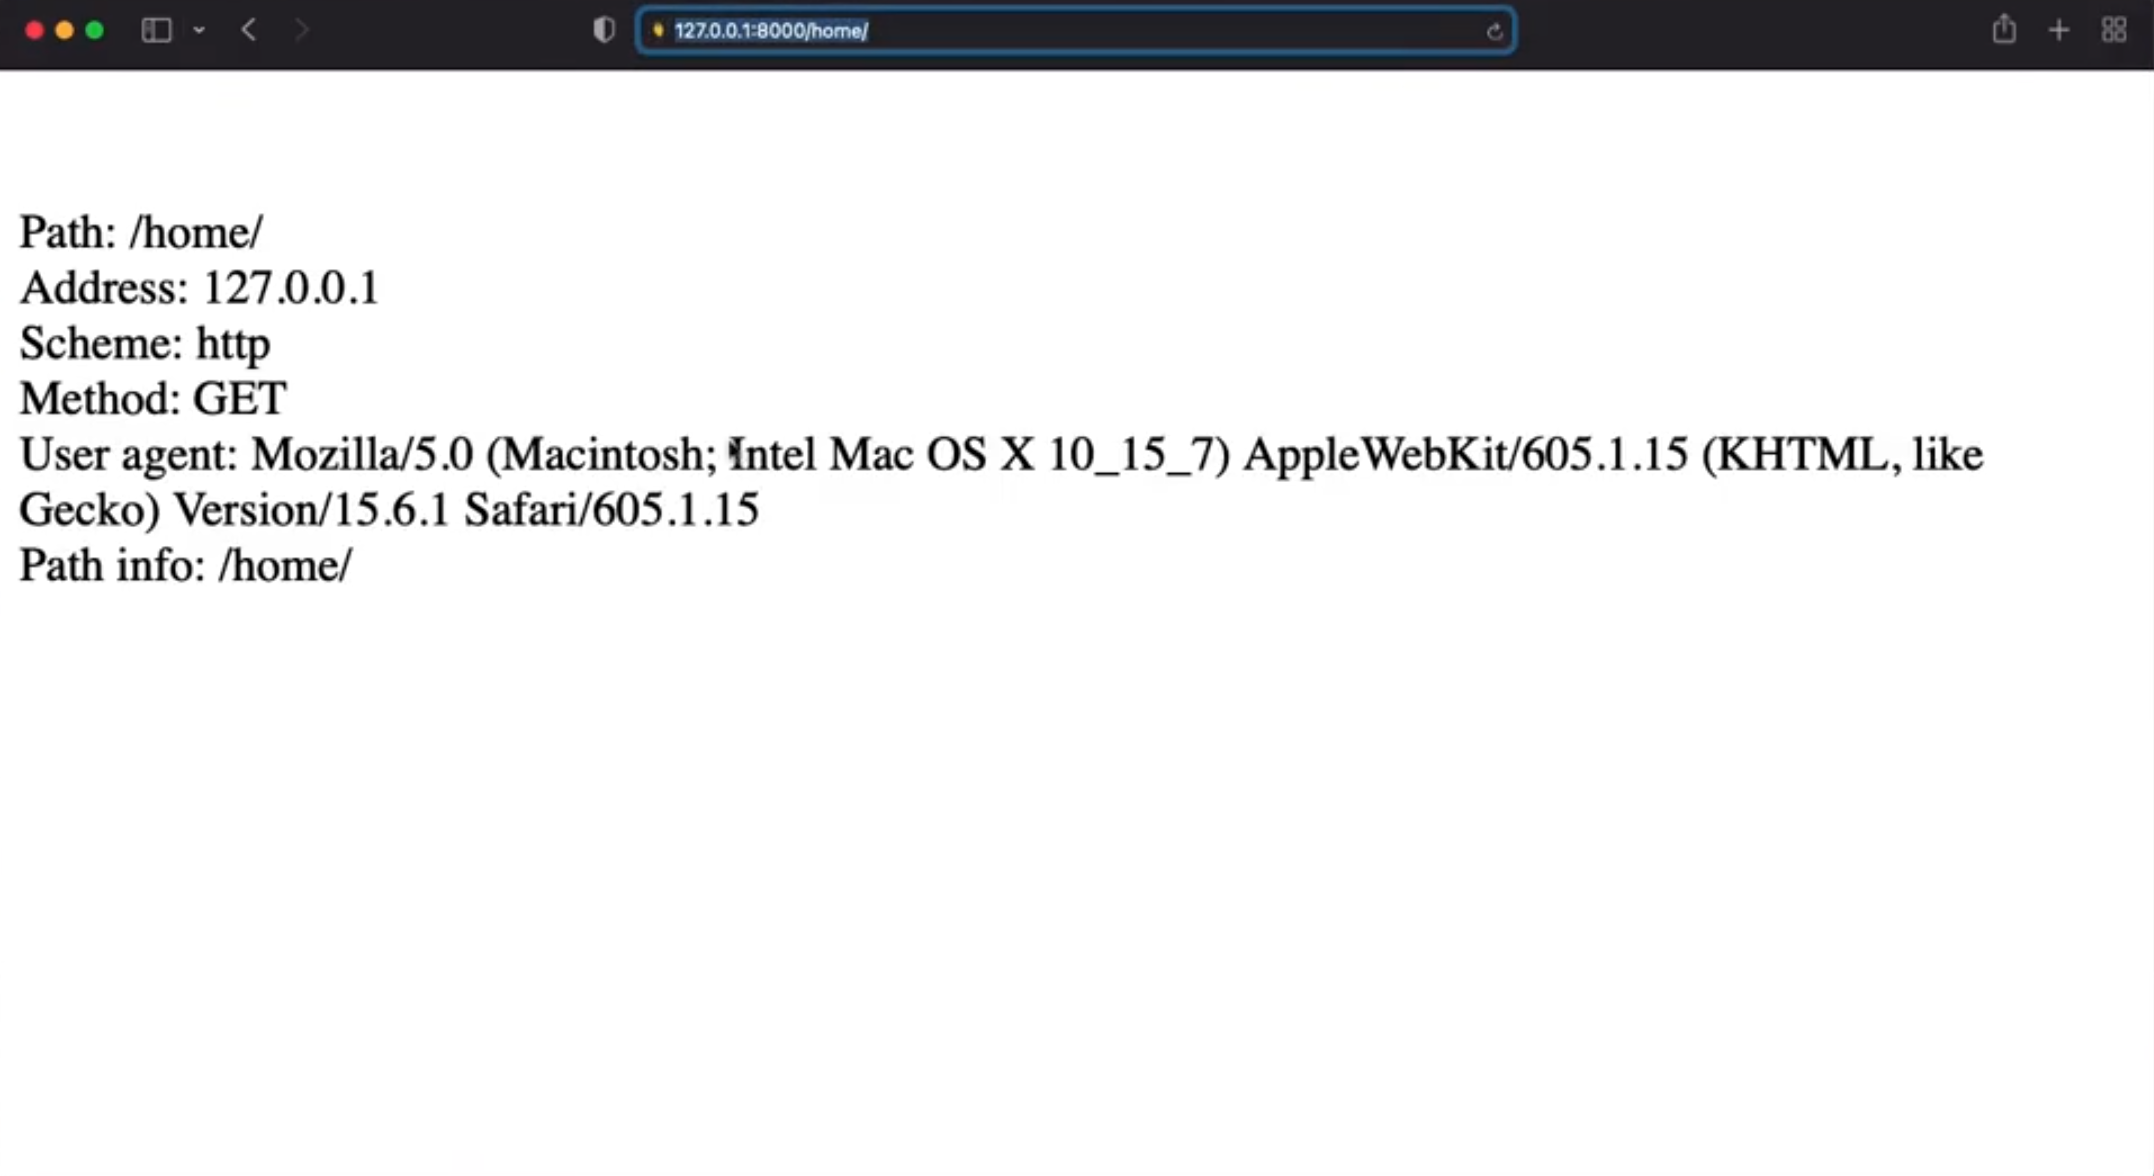 127.0.0.1:8000/home/
Path: /home/
Address: 127.0.0.1
Scheme: http
Method: GET
User agent: Mozilla/5.0 (Macintosh; Intel Mac OS X 10_15_7) AppleWebKit/605.1.15 (KHTML, like
Gecko) Version/15.6.1 Safari/605.1.15
Path info: /home/